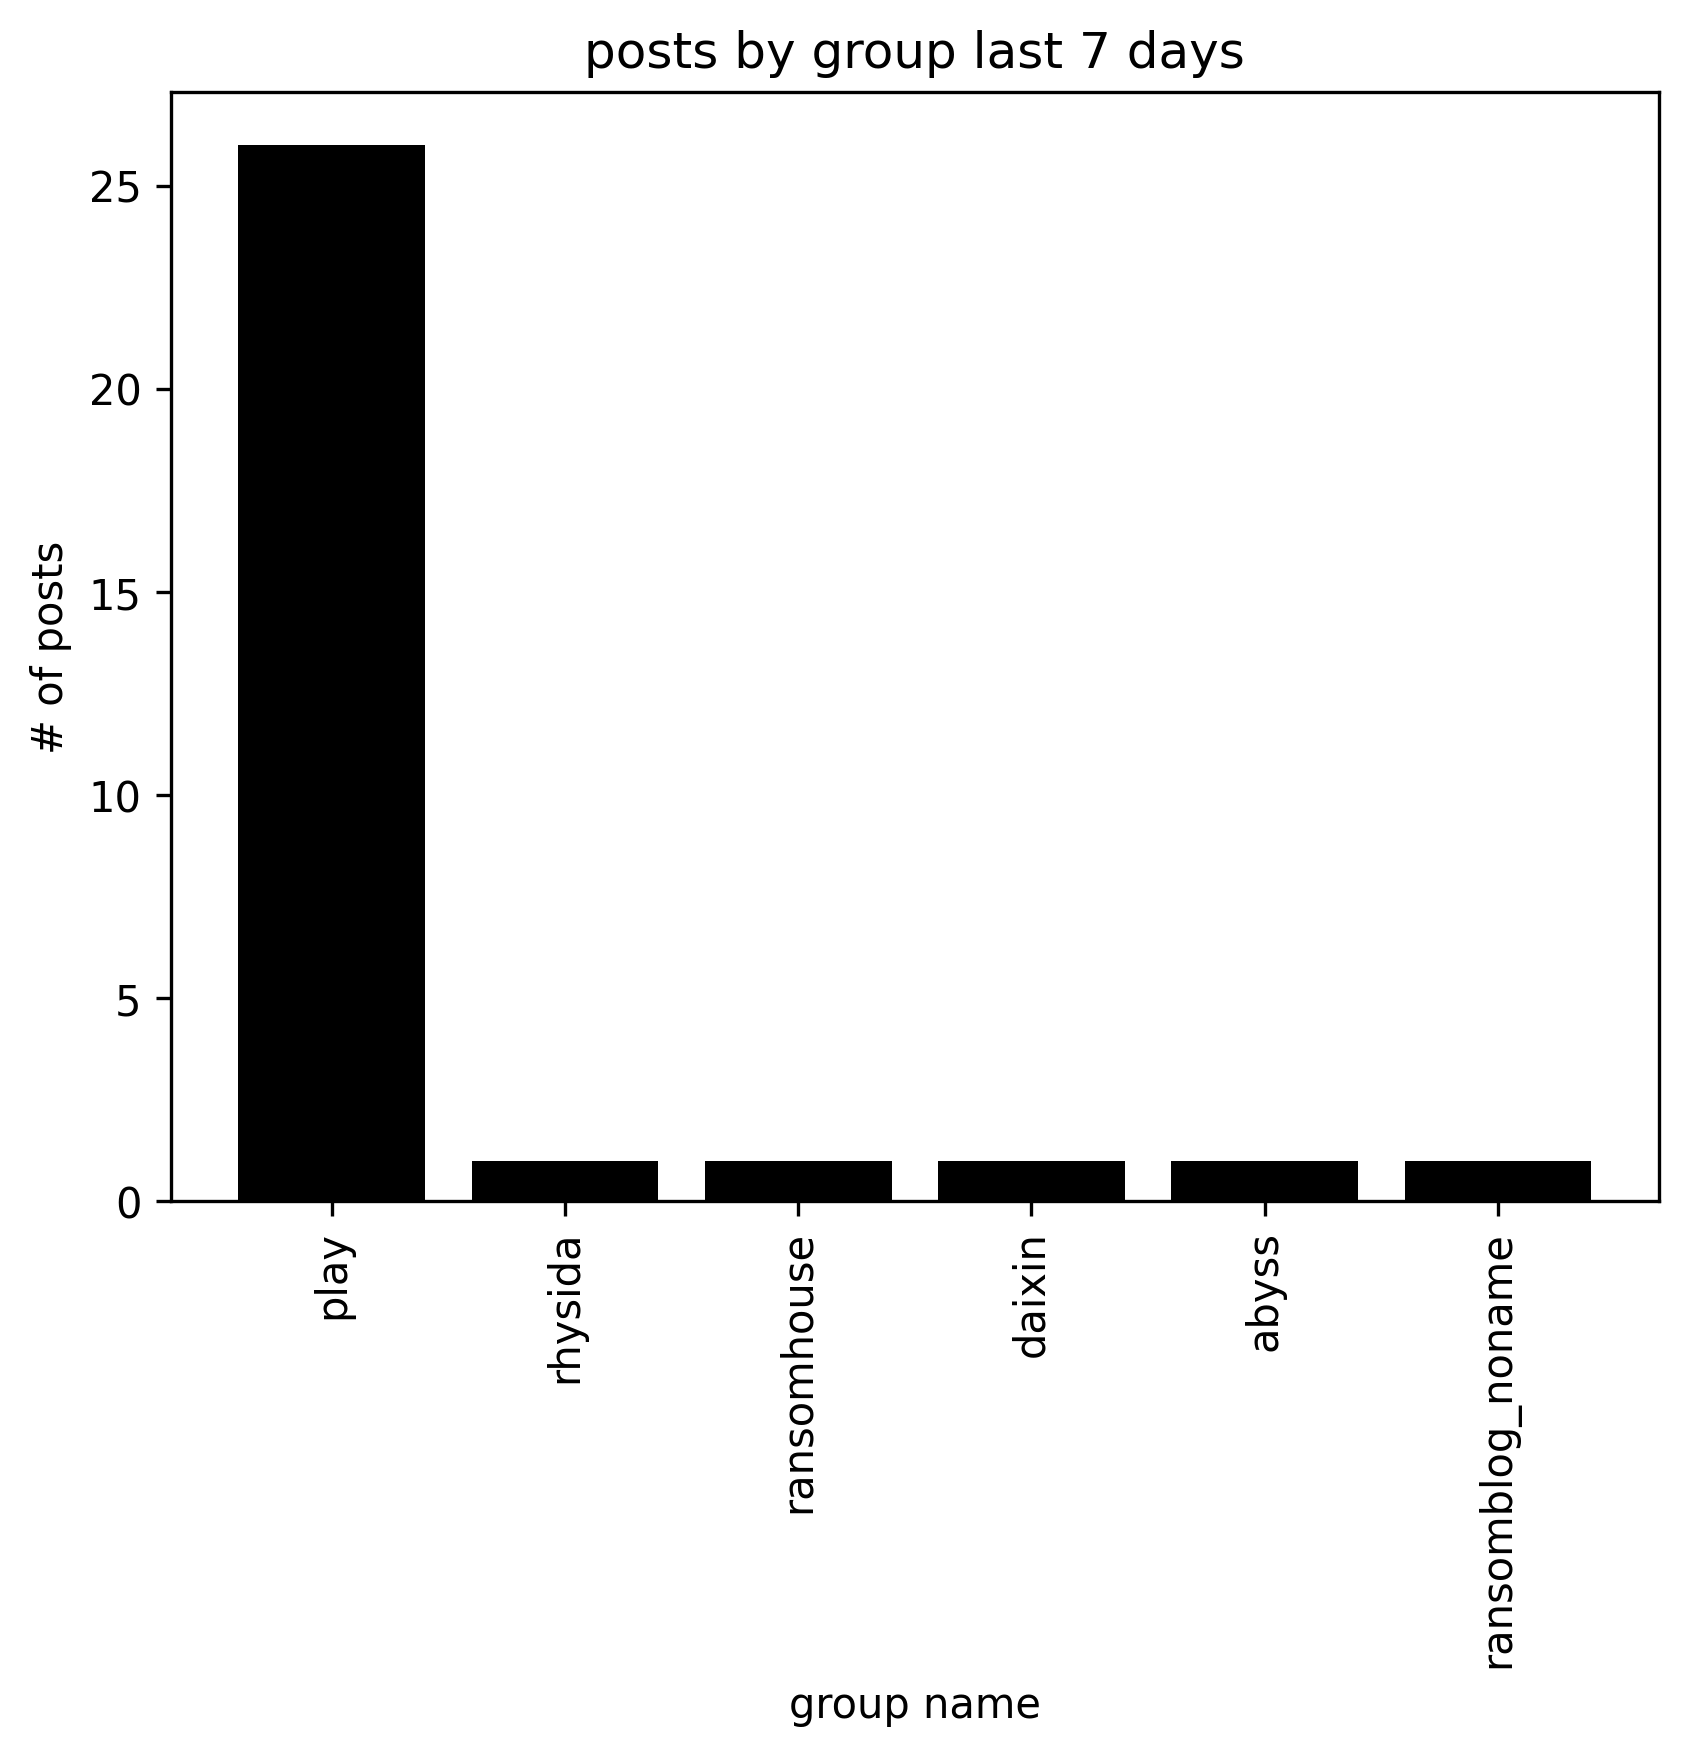 posts by group last 7 days
# of posts
25
20
15
10
5
0
play
rhysida
ransomhouse
daixin
abyss
ransomblog_noname
group name